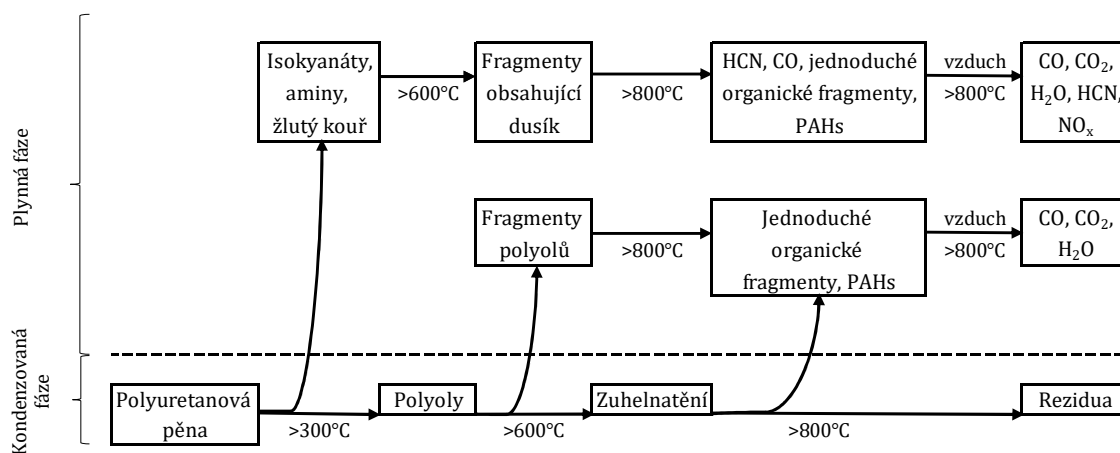 Plynná fáze
Isokyanáty,
aminy,
žlutý kouř
>600°C
Fragmenty
obsahující
dusík
>800°C
HCN, CO, jednoduché
organické fragmenty,
PAHs
vzduch
>800°C
CO, CO₂,
H₂O, HCN,
NOₓ
Fragmenty
polyolů
>800°C
Jednoduché
organické
fragmenty, PAHs
vzduch
>800°C
CO, CO₂,
H₂O
Kondenzovaná
fáze
Polyuretanová
pěna
>300°C
Polyoly
>600°C
Zuhelnatění
>800°C
Rezidua